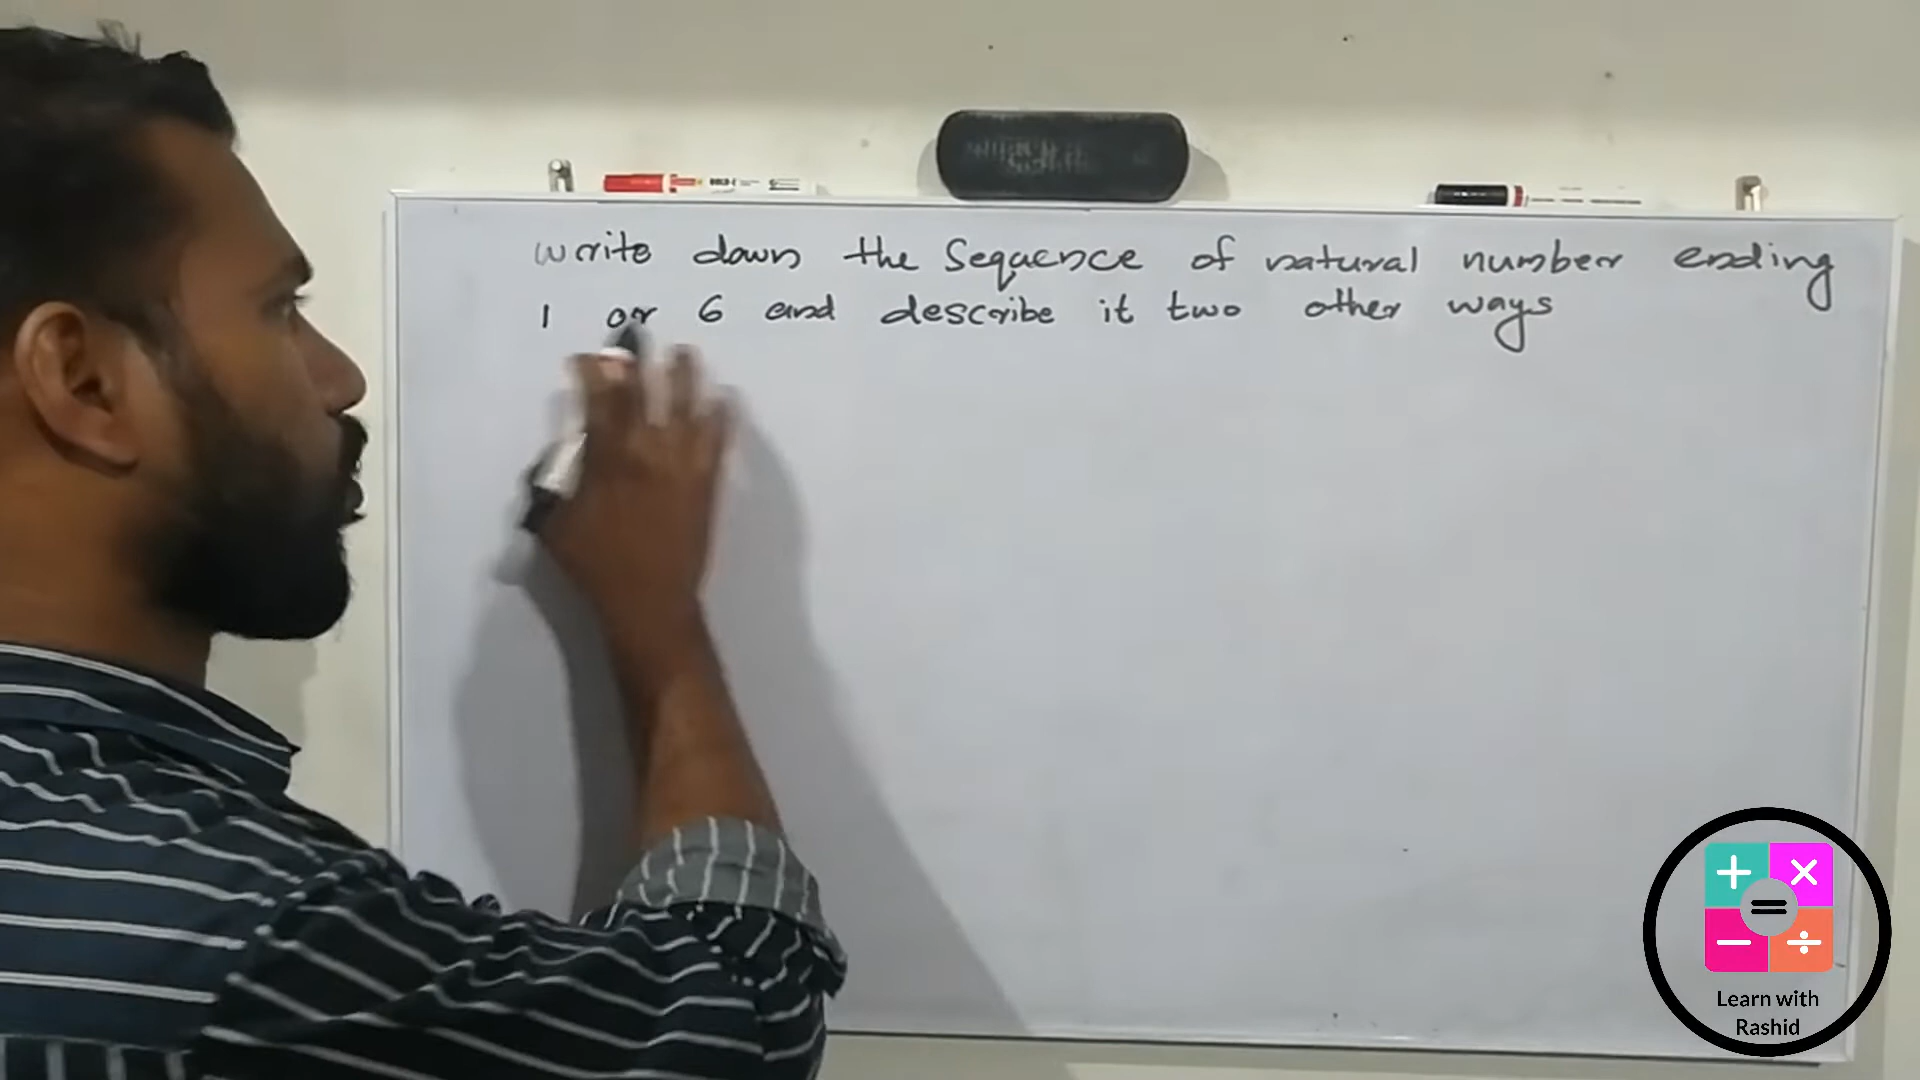 write down the Sequence of natural number ending
1 or 6 and describe it two other ways
+ ×
=
− ÷
Learn with
Rashid